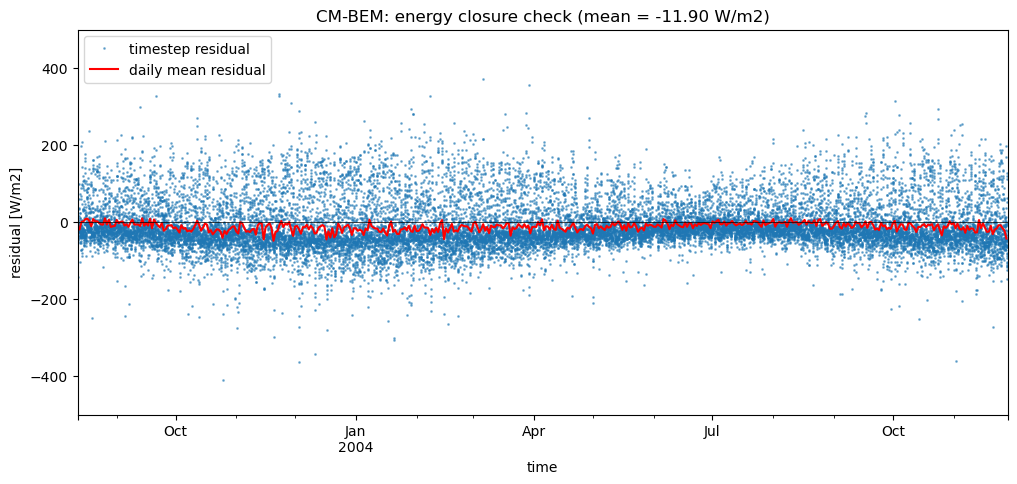 CM-BEM: energy closure check (mean = -11.90 W/m2)
timestep residual
daily mean residual
residual [W/m2]
400
200
0
−200
−400
Oct
Jan
2004
Apr
Jul
Oct
time